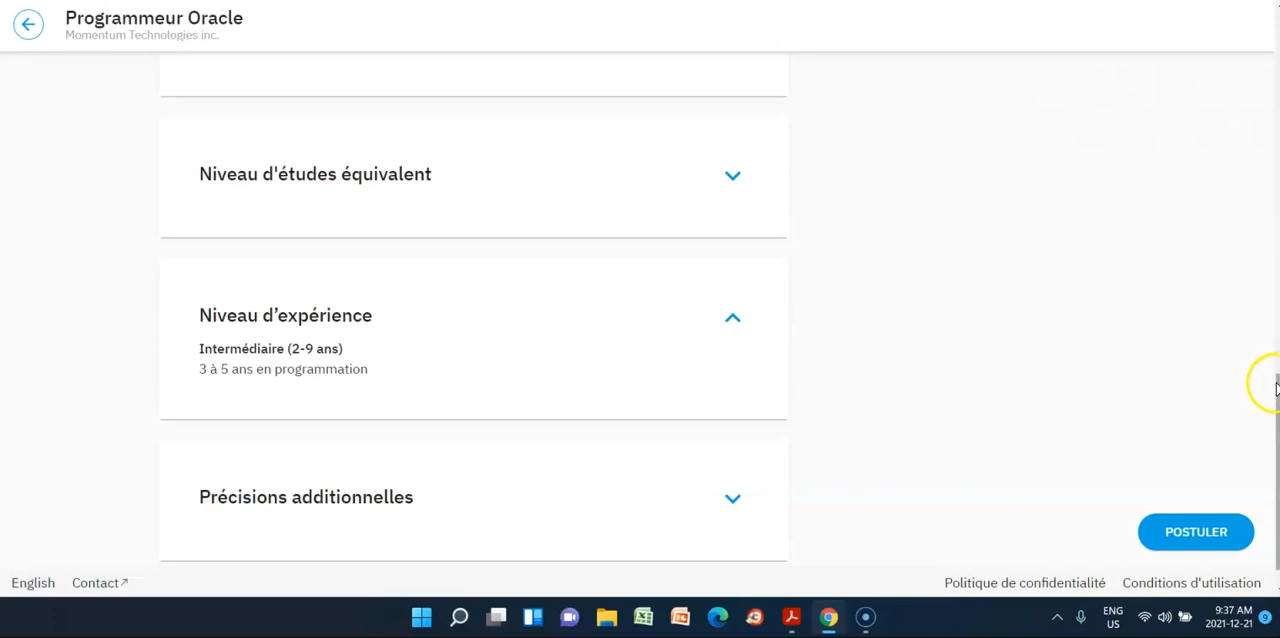 Programmeur Oracle
Momentum Technologies inc.
Niveau d'études équivalent
Niveau d’expérience
Intermédiaire (2-9 ans)
3 à 5 ans en programmation
Précisions additionnelles
POSTULER
English Contact↗ Politique de confidentialité Conditions d'utilisation
ENG 9:37 AM
US 2021-12-21 9